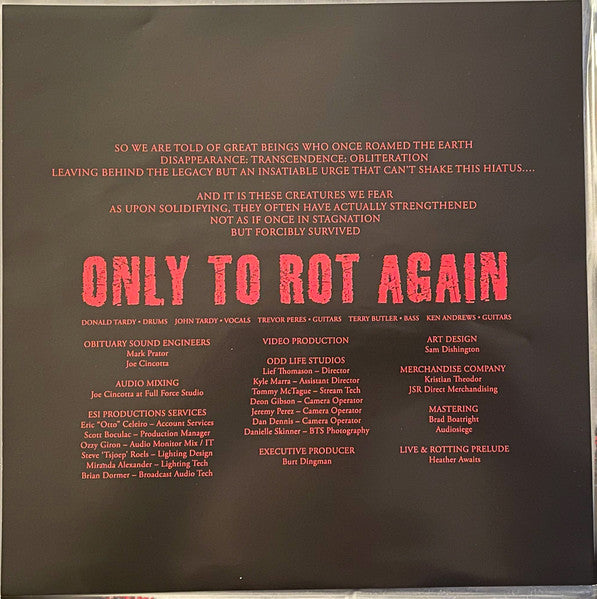 SO WE ARE TOLD OF GREAT BEINGS WHO ONCE ROAMED THE EARTH
DISAPPEARANCE: TRANSCENDENCE: OBLITERATION
LEAVING BEHIND THE LEGACY BUT AN INSATIABLE URGE THAT CAN'T SHAKE THIS HIATUS....
AND IT IS THESE CREATURES WE FEAR
AS UPON SOLIDIFYING, THEY OFTEN HAVE ACTUALLY STRENGTHENED
NOT AS IF ONCE IN STAGNATION
BUT FORCIBLY SURVIVED
ONLY TO ROT AGAIN
DONALD TARDY • DRUMS JOHN TARDY • VOCALS TREVOR PERES • GUITARS TERRY BUTLER • BASS KEN ANDREWS • GUITARS
OBITUARY SOUND ENGINEERS
Mark Prator
Joe Cincotta
AUDIO MIXING
Joe Cincotta at Full Force Studio
ESI PRODUCTIONS SERVICES
Eric "Otto" Celeiro – Account Services
Scott Boculac – Production Manager
Ozzy Giron – Audio Monitor Mix / IT
Steve 'Tsjoep' Roels – Lighting Design
Miranda Alexander – Lighting Tech
Brian Dormer – Broadcast Audio Tech
VIDEO PRODUCTION
ODD LIFE STUDIOS
Lief Thomason – Director
Kyle Marra – Assistant Director
Tommy McTague – Stream Tech
Deon Gibson – Camera Operator
Jeremy Perez – Camera Operator
Dan Dennis – Camera Operator
Danielle Skinner – BTS Photography
EXECUTIVE PRODUCER
Burt Dingman
ART DESIGN
Sam Dishington
MERCHANDISE COMPANY
Kristian Theodor
JSR Direct Merchandising
MASTERING
Brad Boatright
Audiosiege
LIVE & ROTTING PRELUDE
Heather Awaits